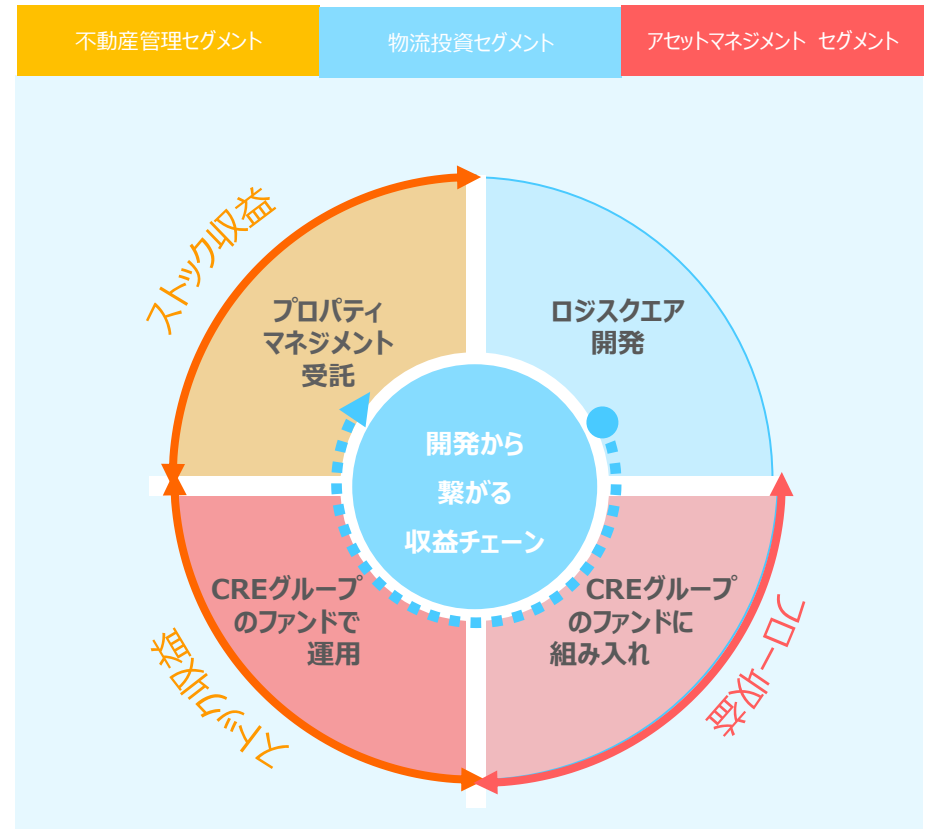 不動産管理セグメント
物流投資セグメント
アセットマネジメント セグメント
ストック収益
プロパティ
マネジメント
受託
ロジスクエア
開発
開発から
繋がる
収益チェーン
CREグループ
のファンドで
運用
CREグループ
のファンドに
組み入れ
ストック収益
フロー収益